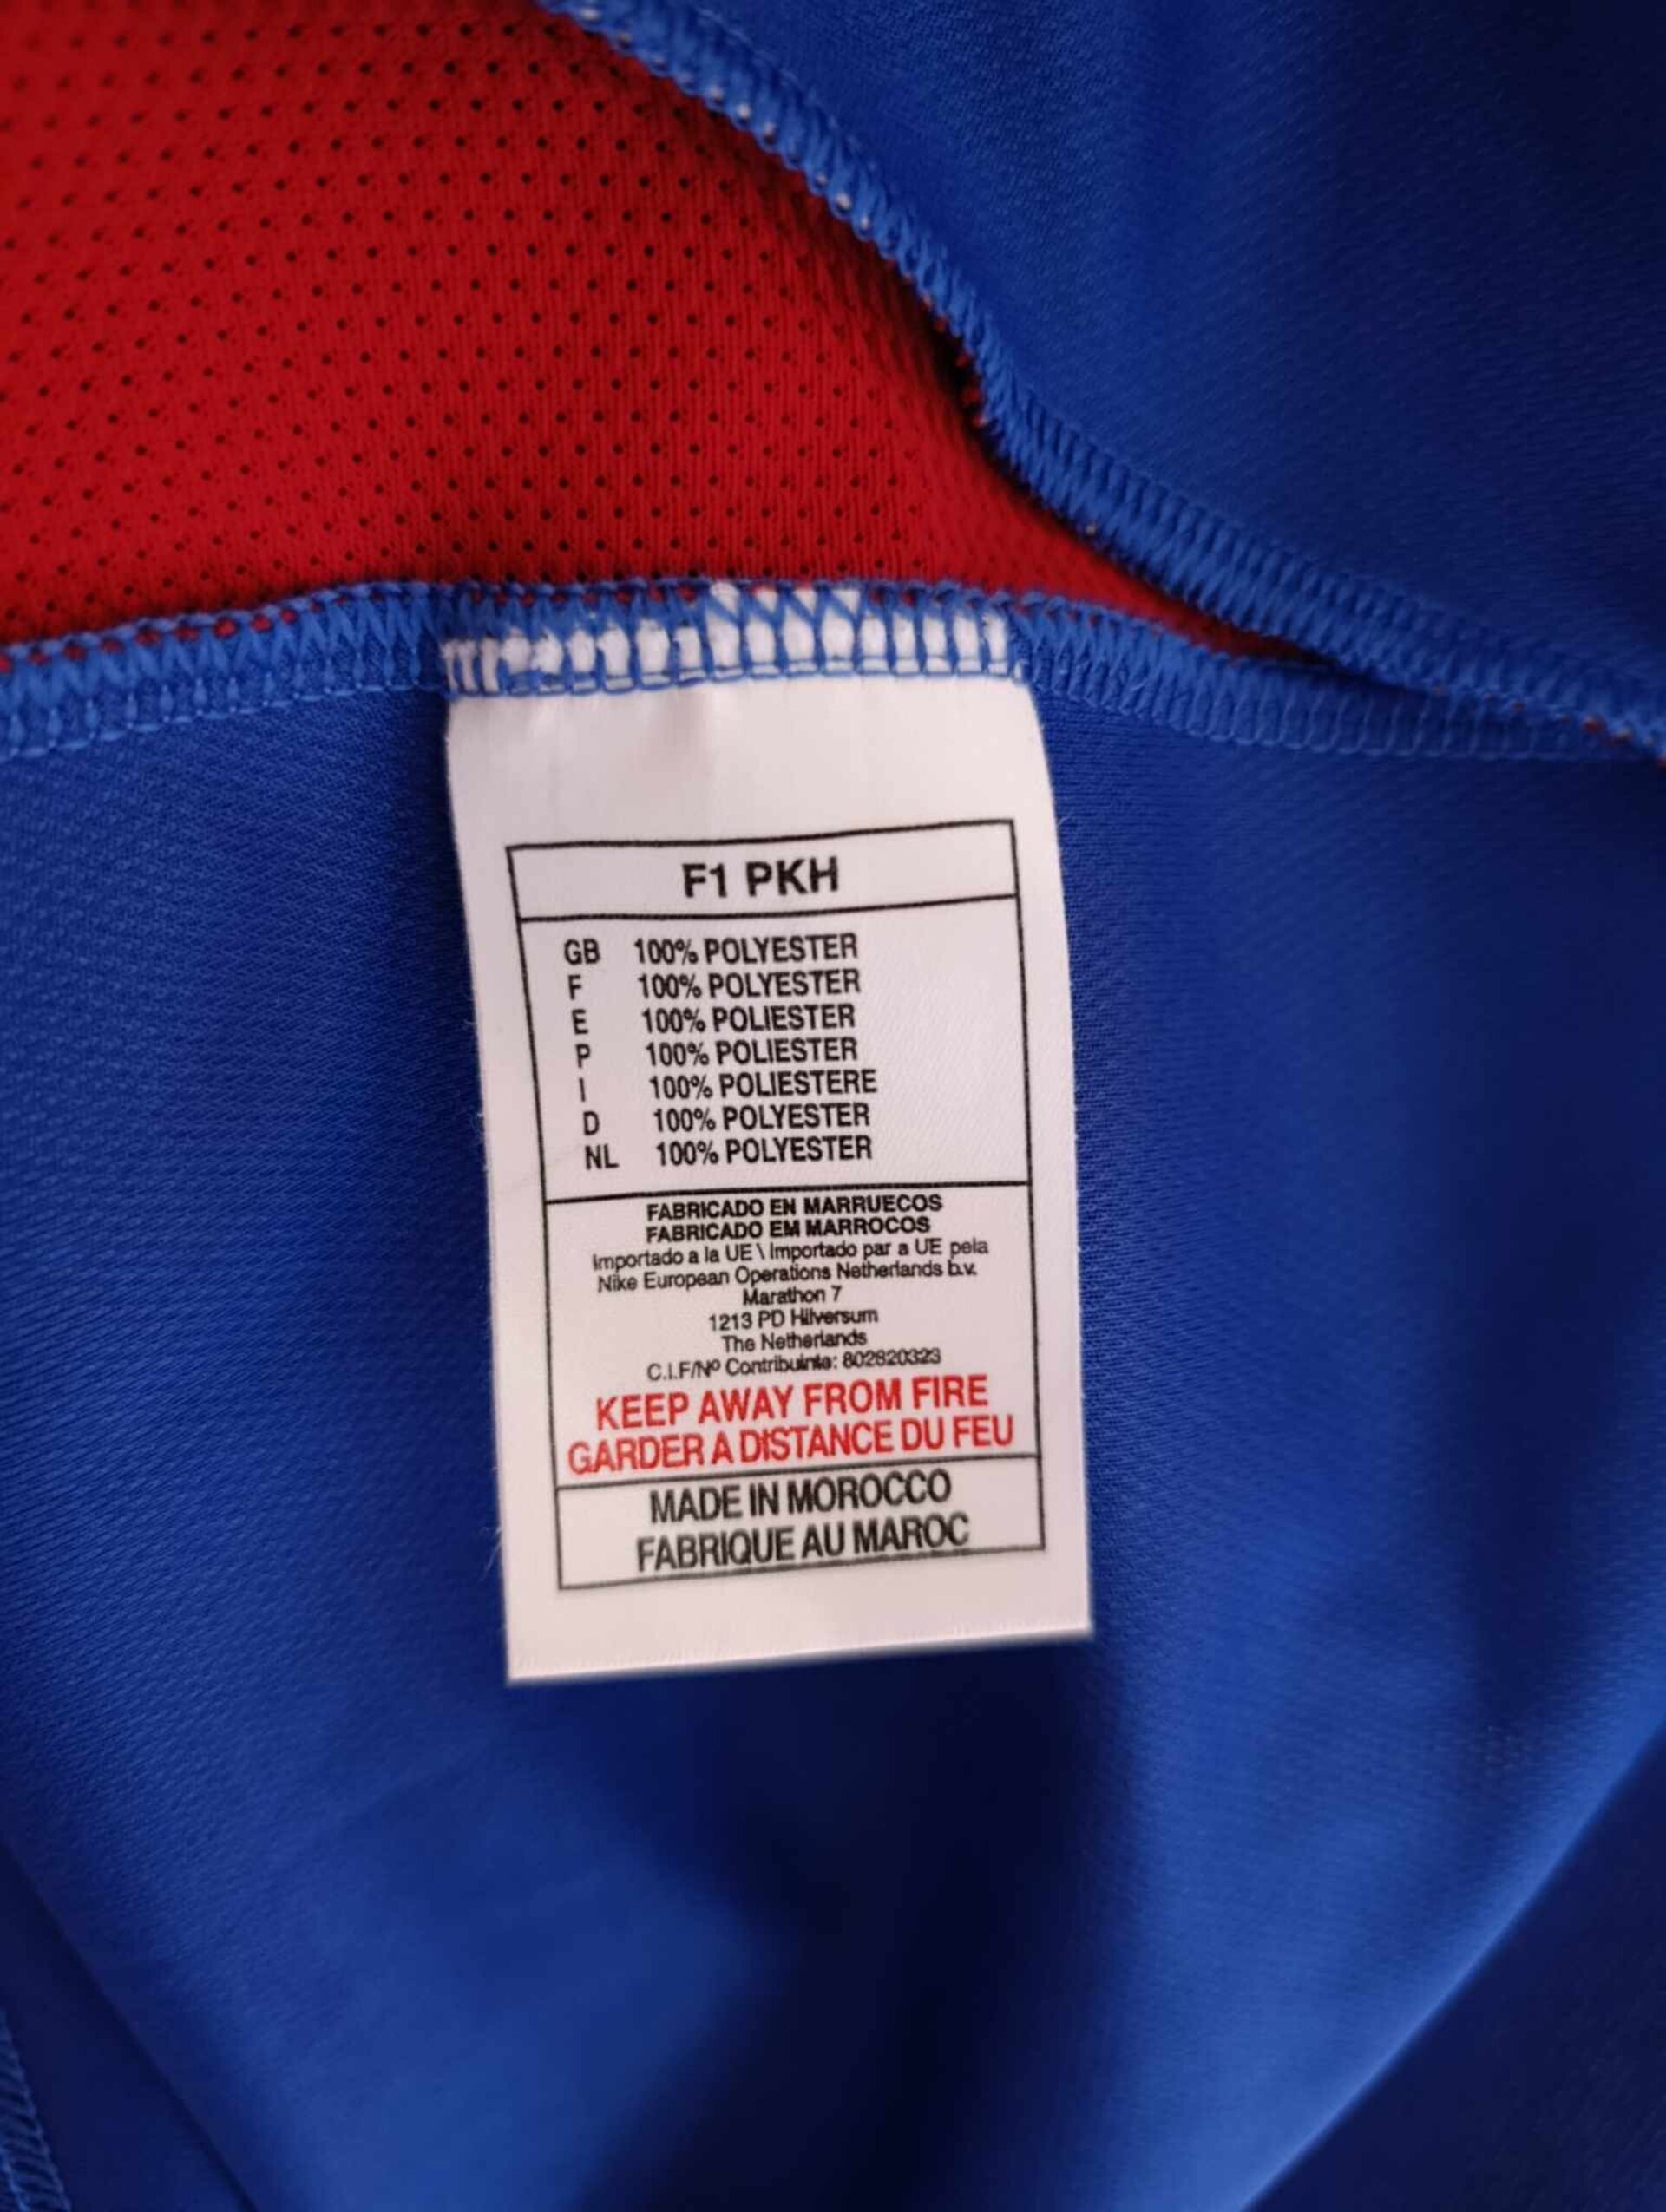 F1 PKH
GB 100% POLYESTER
F 100% POLYESTER
E 100% POLIESTER
P 100% POLIESTER
I 100% POLIESTERE
D 100% POLYESTER
NL 100% POLYESTER
FABRICADO EN MARRUECOS
FABRICADO EM MARROCOS
Importado a la UE \ Importado par a UE pela
Nike European Operations Netherlands b.v.
Marathon 7
1213 PD Hilversum
The Netherlands
C.I.F/Nº Contribuinte: 802820323
KEEP AWAY FROM FIRE
GARDER A DISTANCE DU FEU
MADE IN MOROCCO
FABRIQUE AU MAROC